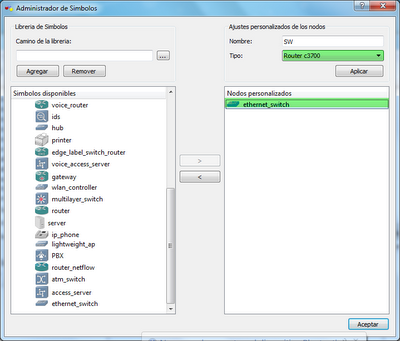 Administrador de Simbolos
Libreria de Simbolos
Camino de la libreria:
...
Agregar
Remover
Ajustes personalizados de los nodos
Nombre:
SW
Tipo:
Router c3700
Aplicar
Simbolos disponibles
voice_router
ids
hub
printer
edge_label_switch_router
voice_access_server
gateway
wlan_controller
multilayer_switch
router
server
ip_phone
lightweight_ap
PBX
router_netflow
atm_switch
access_server
ethernet_switch
>
<
Nodos personalizados
ethernet_switch
Aceptar